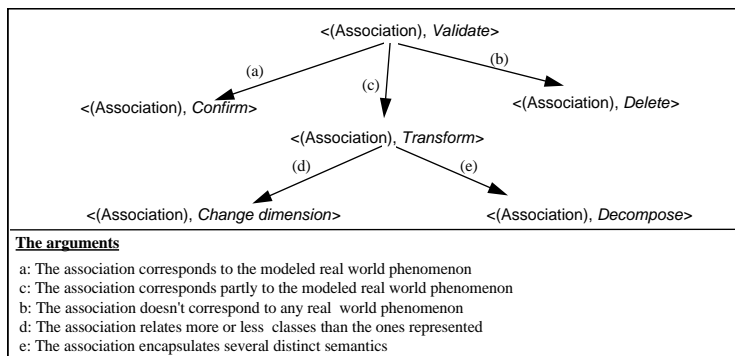 <(Association), Validate>
(a)
(b)
(c)
<(Association), Confirm>
<(Association), Delete>
<(Association), Transform>
(d)
(e)
<(Association), Change dimension>
<(Association), Decompose>
The arguments
a: The association corresponds to the modeled real world phenomenon
c: The association corresponds partly to the modeled real world phenomenon
b: The association doesn't correspond to any real world phenomenon
d: The association relates more or less classes than the ones represented
e: The association encapsulates several distinct semantics